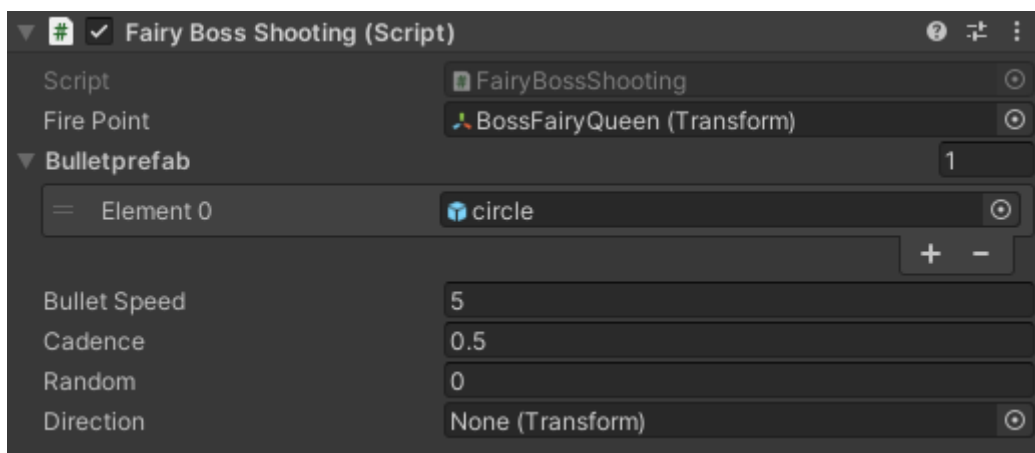 Fairy Boss Shooting (Script)
Script FairyBossShooting
Fire Point BossFairyQueen (Transform)
Bulletprefab 1
Element 0 circle
Bullet Speed 5
Cadence 0.5
Random 0
Direction None (Transform)